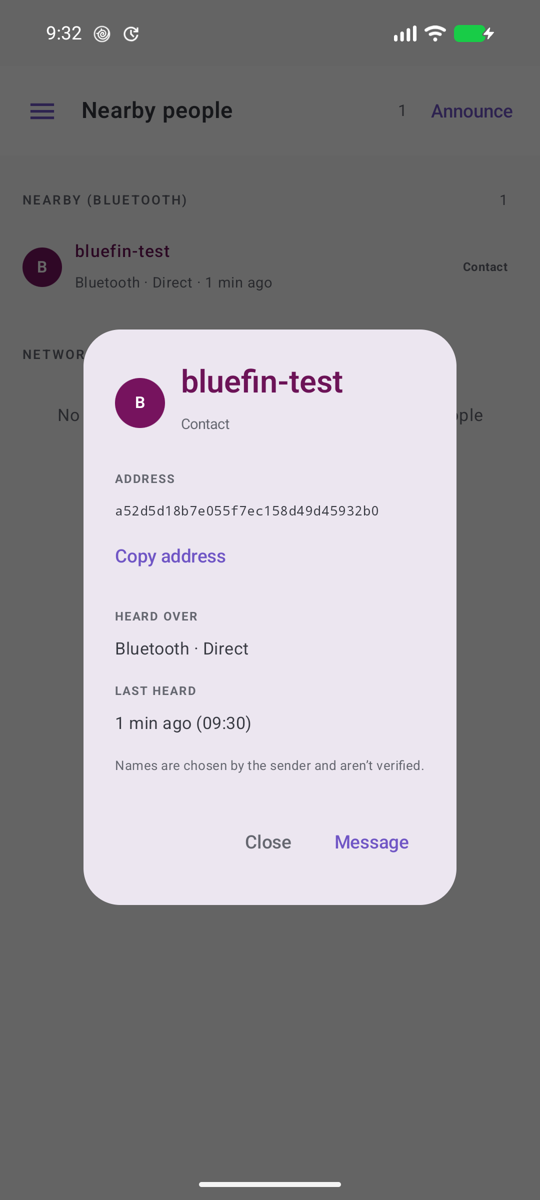 9:32
Nearby people
1
Announce
NEARBY (BLUETOOTH)
1
B
bluefin-test
Bluetooth · Direct · 1 min ago
Contact
NETWOR
No
ople
B
bluefin-test
Contact
ADDRESS
a52d5d18b7e055f7ec158d49d45932b0
Copy address
HEARD OVER
Bluetooth · Direct
LAST HEARD
1 min ago (09:30)
Names are chosen by the sender and aren’t verified.
Close
Message